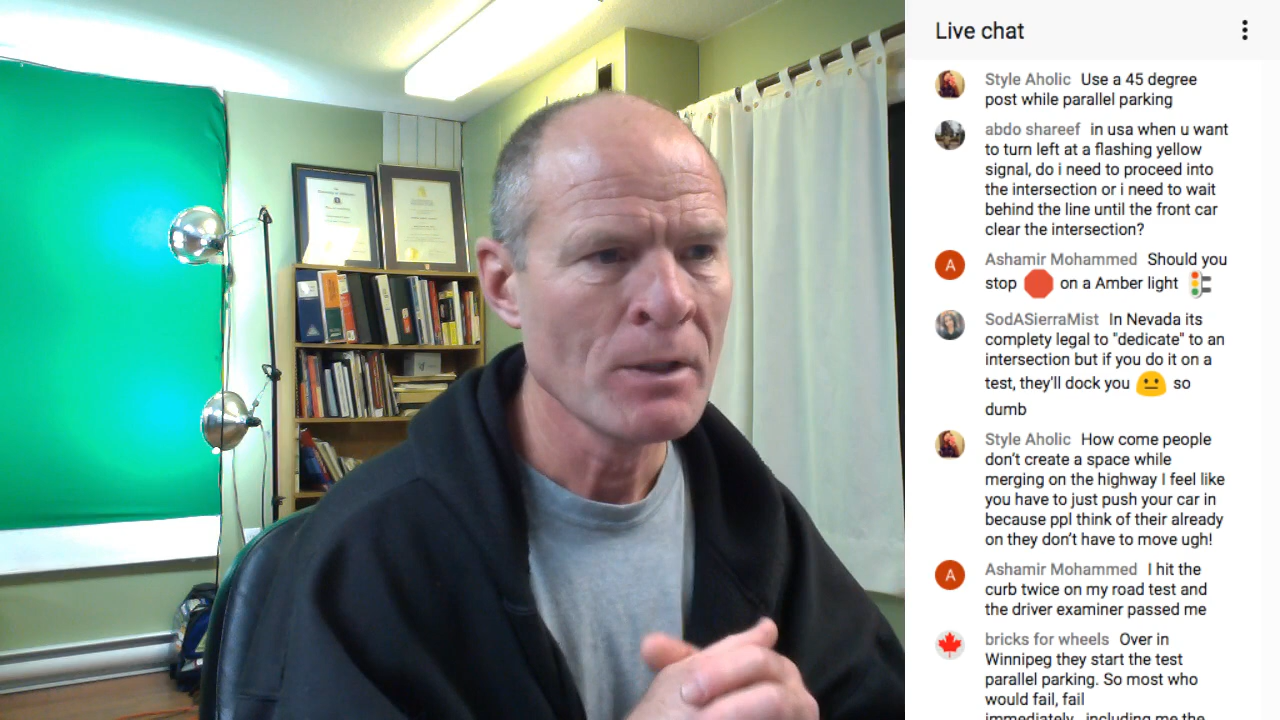 Live chat
Style Aholic Use a 45 degree
post while parallel parking
abdo shareef in usa when u want
to turn left at a flashing yellow
signal, do i need to proceed into
the intersection or i need to wait
behind the line until the front car
clear the intersection?
A Ashamir Mohammed Should you
stop on a Amber light
SodASierraMist In Nevada its
complety legal to "dedicate" to an
intersection but if you do it on a
test, they'll dock you so
dumb
Style Aholic How come people
don't create a space while
merging on the highway I feel like
you have to just push your car in
because ppl think of their already
on they don't have to move ugh!
A Ashamir Mohammed I hit the
curb twice on my road test and
the driver examiner passed me
bricks for wheels Over in
Winnipeg they start the test
parallel parking. So most who
would fail, fail
immediately.. including me the